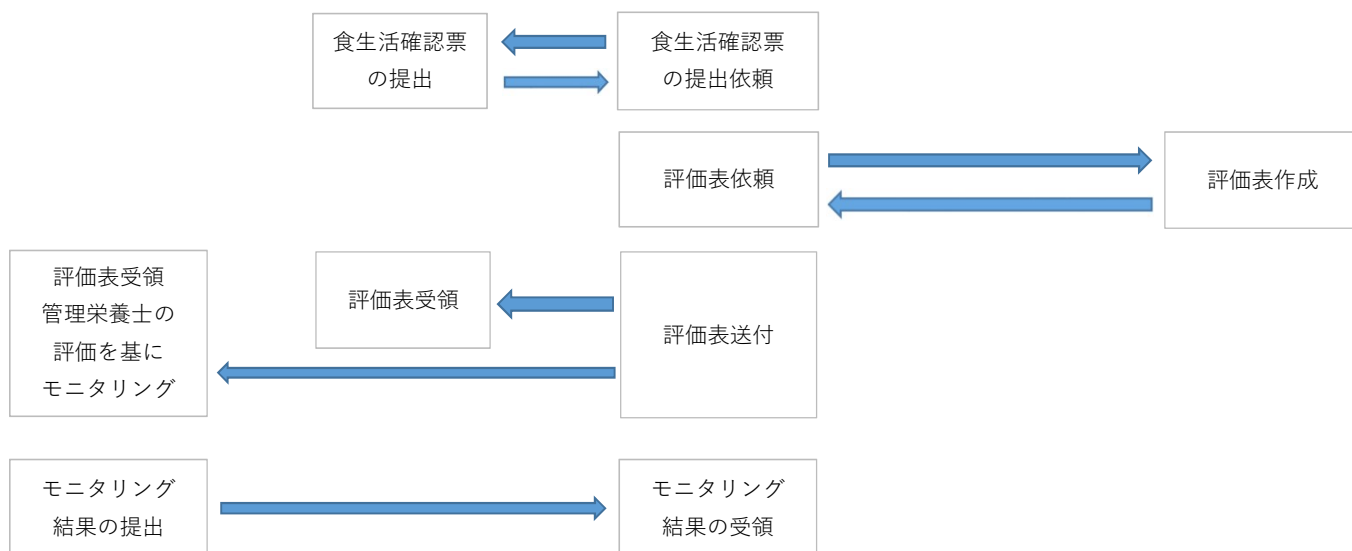 食生活確認票
の提出
食生活確認票
の提出依頼
評価表依頼
評価表作成
評価表受領
管理栄養士の
評価を基に
モニタリング
評価表受領
評価表送付
モニタリング
結果の提出
モニタリング
結果の受領